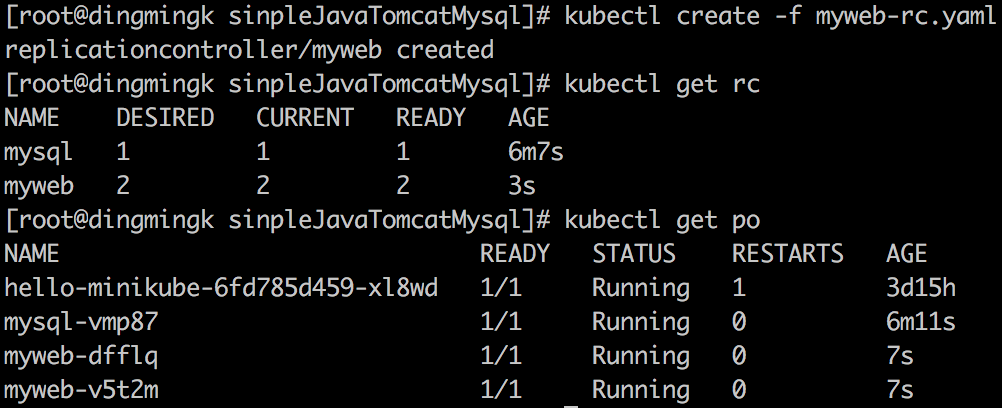 [root@dingmingk sinpleJavaTomcatMysql]# kubectl create -f myweb-rc.yaml
replicationcontroller/myweb created
[root@dingmingk sinpleJavaTomcatMysql]# kubectl get rc
NAME DESIRED CURRENT READY AGE
mysql 1 1 1 6m7s
myweb 2 2 2 3s
[root@dingmingk sinpleJavaTomcatMysql]# kubectl get po
NAME READY STATUS RESTARTS AGE
hello-minikube-6fd785d459-xl8wd 1/1 Running 1 3d15h
mysql-vmp87 1/1 Running 0 6m11s
myweb-dfflq 1/1 Running 0 7s
myweb-v5t2m 1/1 Running 0 7s